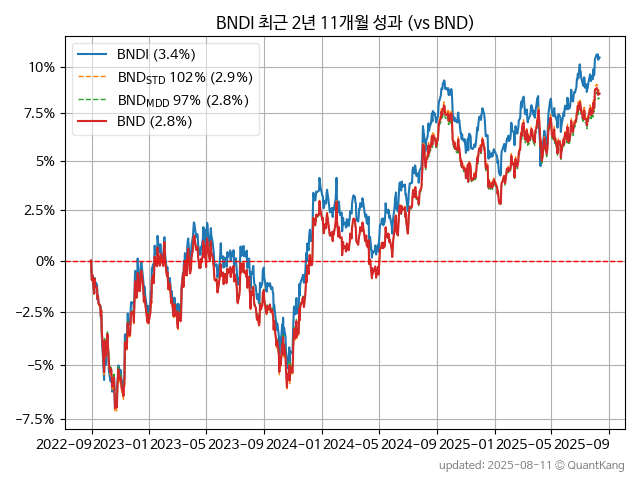 BNDI 최근 2년 11개월 성과 (vs BND)
BNDI (3.4%)
BND_STD 102% (2.9%)
BND_MDD 97% (2.8%)
BND (2.8%)
10%
7.5%
5%
2.5%
0%
−2.5%
−5%
−7.5%
2022-09 2023-01 2023-05 2023-09 2024-01 2024-05 2024-09 2025-01 2025-05 2025-09
updated: 2025-08-11 © QuantKang